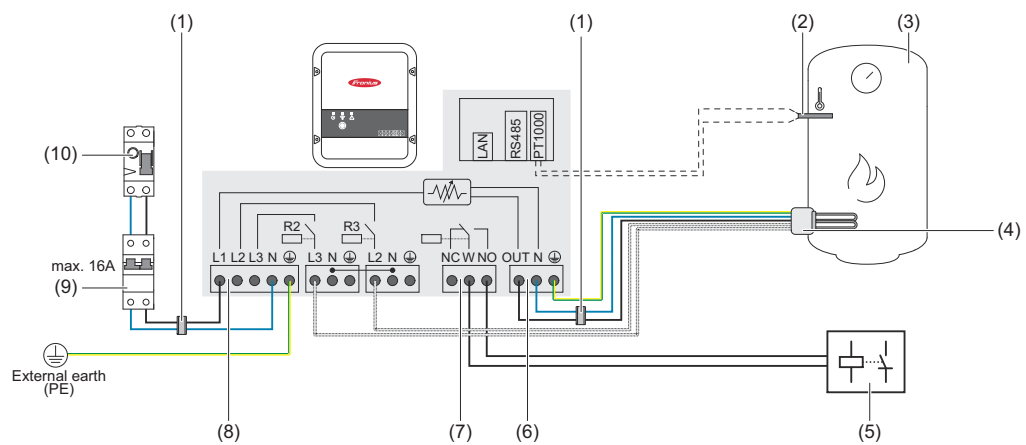 (1)
(1)
(2)
(3)
Fronius
LAN
RS485
PT1000
(10)
R2
R3
(4)
L1 L2 L3 N
L3 N
L2 N
NC W NO
OUT N
max. 16A
(9)
External earth
(PE)
(8)
(7)
(6)
(5)